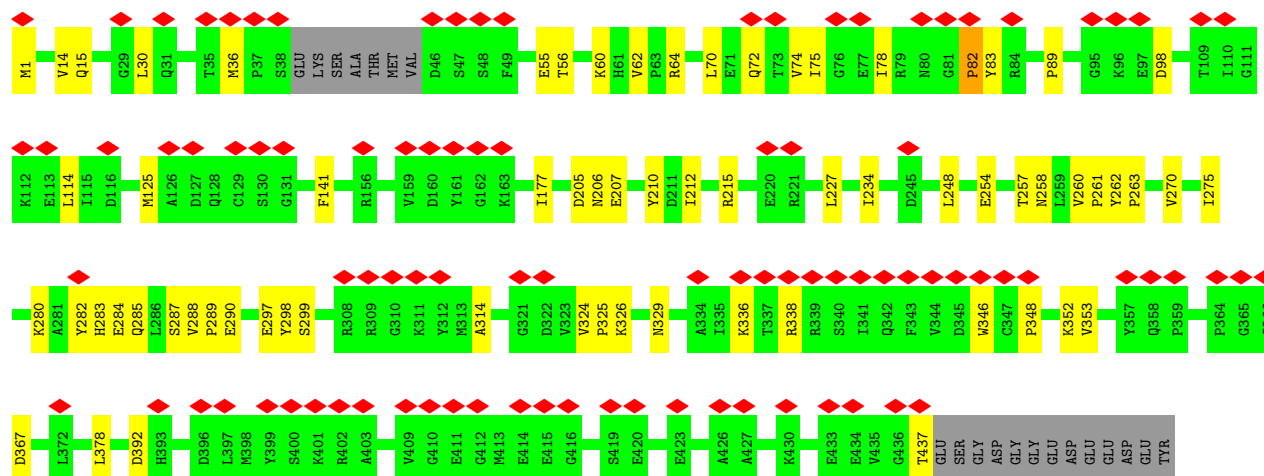 M1 V14 Q15 G29 L30 Q31 T35 M36 P37 S38 GLU LYS SER ALA THR MET VAL D46 S47 S48 F49 E55 T56 K60 H61 V62 P63 R64 L70 E71 Q72 T73 V74 I75 G76 E77 I78 R79 N80 G81 P82 Y83 R84 P89 G95 K96 E97 D98 T109 I110 G111
K112 E113 L114 I115 D116 M125 A126 D127 Q128 C129 S130 G131 F141 R156 V159 D160 Y161 G162 K163 I177 D205 N206 E207 Y210 D211 I212 R215 E220 R221 L227 I234 D245 L248 E254 T257 N258 L259 V260 P261 Y262 P263 V270 I275
K280 A281 Y282 H283 E284 Q285 L286 S287 V288 P289 E290 E297 Y298 S299 R308 R309 G310 K311 Y312 M313 A314 G321 D322 V323 V324 P325 K326 N329 A334 I335 K336 T337 R338 R339 S340 I341 Q342 F343 V344 D345 W346 C347 P348 K352 V353 Y357 Q358 P359 P364 G365
D367 L372 L378 D392 H393 D396 L397 M398 Y399 S400 K401 R402 A403 V409 G410 E411 G412 M413 E414 E415 G416 S419 E420 E423 A426 A427 K430 E433 E434 V435 G436 T437 GLU SER GLY ASP GLY GLY GLU ASP GLU GLU ASP GLU TYR